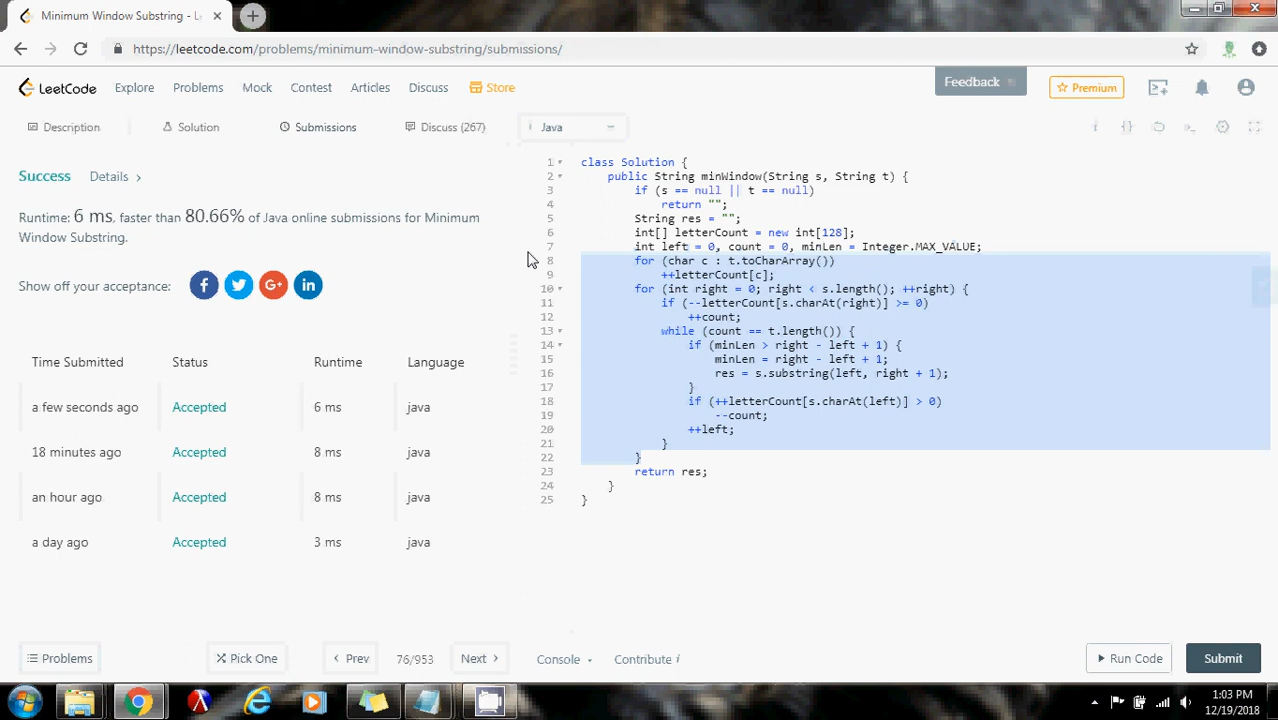 Minimum Window Substring - Le
https://leetcode.com/problems/minimum-window-substring/submissions/
LeetCode Explore Problems Mock Contest Articles Discuss Store Feedback Premium
Description Solution Submissions Discuss (267) Java
Success Details
Runtime: 6 ms, faster than 80.66% of Java online submissions for Minimum
Window Substring.
Show off your acceptance:
Time Submitted Status Runtime Language
a few seconds ago Accepted 6 ms java
18 minutes ago Accepted 8 ms java
an hour ago Accepted 8 ms java
a day ago Accepted 3 ms java
1 class Solution {
2 public String minWindow(String s, String t) {
3 if (s == null || t == null)
4 return "";
5 String res = "";
6 int[] letterCount = new int[128];
7 int left = 0, count = 0, minLen = Integer.MAX_VALUE;
8 for (char c : t.toCharArray())
9 ++letterCount[c];
10 for (int right = 0; right < s.length(); ++right) {
11 if (--letterCount[s.charAt(right)] >= 0)
12 ++count;
13 while (count == t.length()) {
14 if (minLen > right - left + 1) {
15 minLen = right - left + 1;
16 res = s.substring(left, right + 1);
17 }
18 if (++letterCount[s.charAt(left)] > 0)
19 --count;
20 ++left;
21 }
22 }
23 return res;
24 }
25 }
Problems Pick One Prev 76/953 Next Console Contribute i Run Code Submit
1:03 PM
12/19/2018